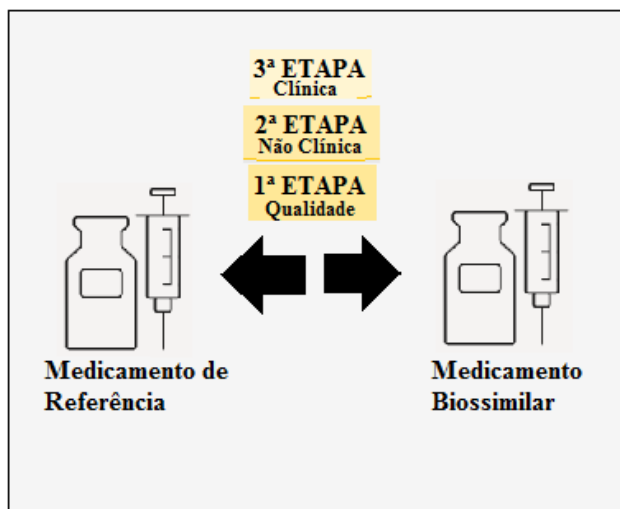 3ª ETAPA
Clínica
2ª ETAPA
Não Clínica
1ª ETAPA
Qualidade
Medicamento de
Referência
Medicamento
Biossimilar